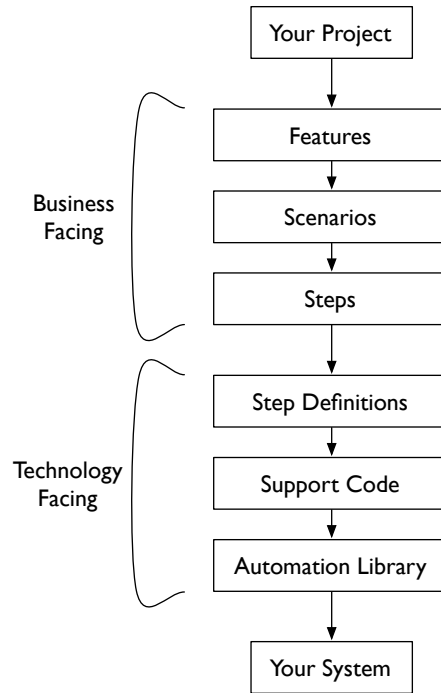 Your Project
Features
Business
Facing
Scenarios
Steps
Step Definitions
Technology
Facing
Support Code
Automation Library
Your System